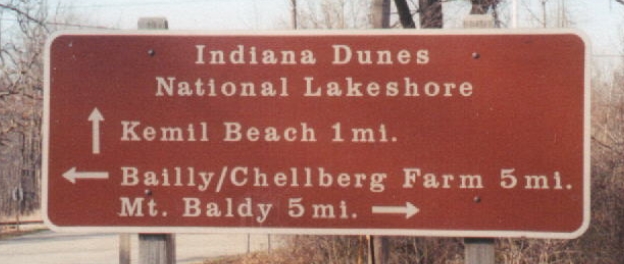 Indiana Dunes
National Lakeshore
Kemil Beach 1 mi.
Bailly/Chellberg Farm 5 mi.
Mt. Baldy 5 mi.